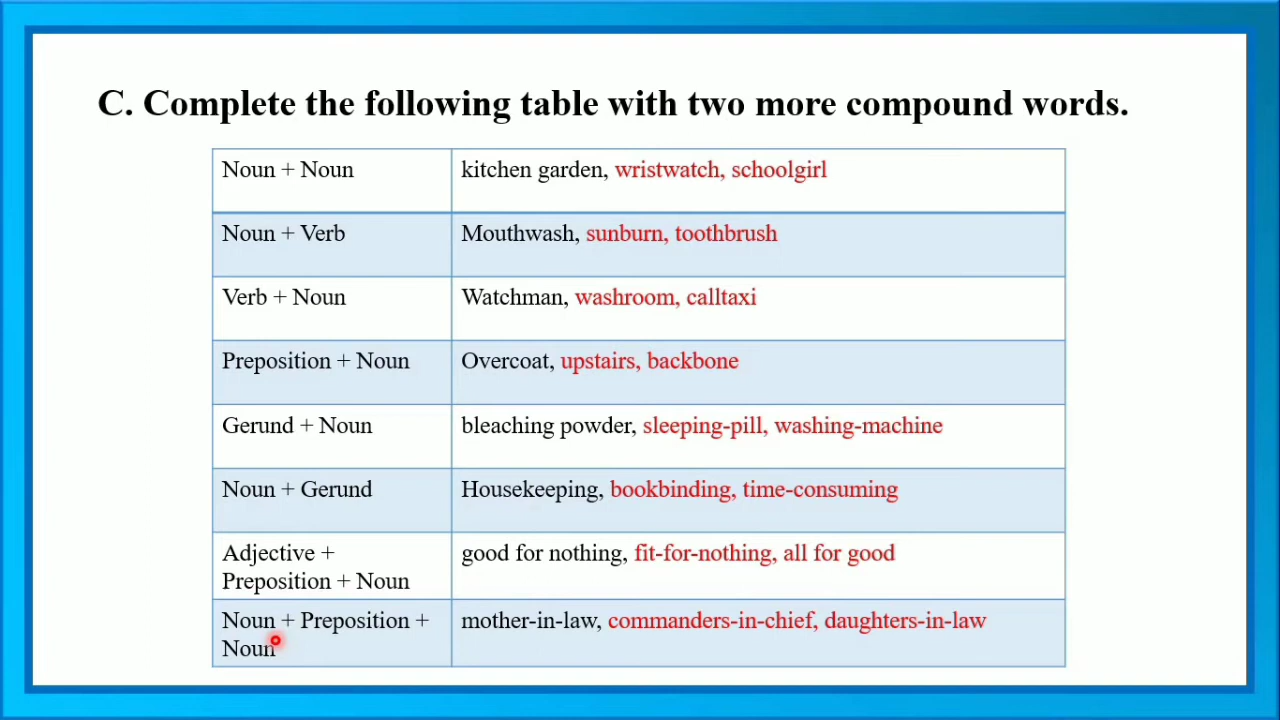 C. Complete the following table with two more compound words.
Noun + Noun
kitchen garden, wristwatch, schoolgirl
Noun + Verb
Mouthwash, sunburn, toothbrush
Verb + Noun
Watchman, washroom, calltaxi
Preposition + Noun
Overcoat, upstairs, backbone
Gerund + Noun
bleaching powder, sleeping-pill, washing-machine
Noun + Gerund
Housekeeping, bookbinding, time-consuming
Adjective +
Preposition + Noun
good for nothing, fit-for-nothing, all for good
Noun + Preposition +
Noun
mother-in-law, commanders-in-chief, daughters-in-law